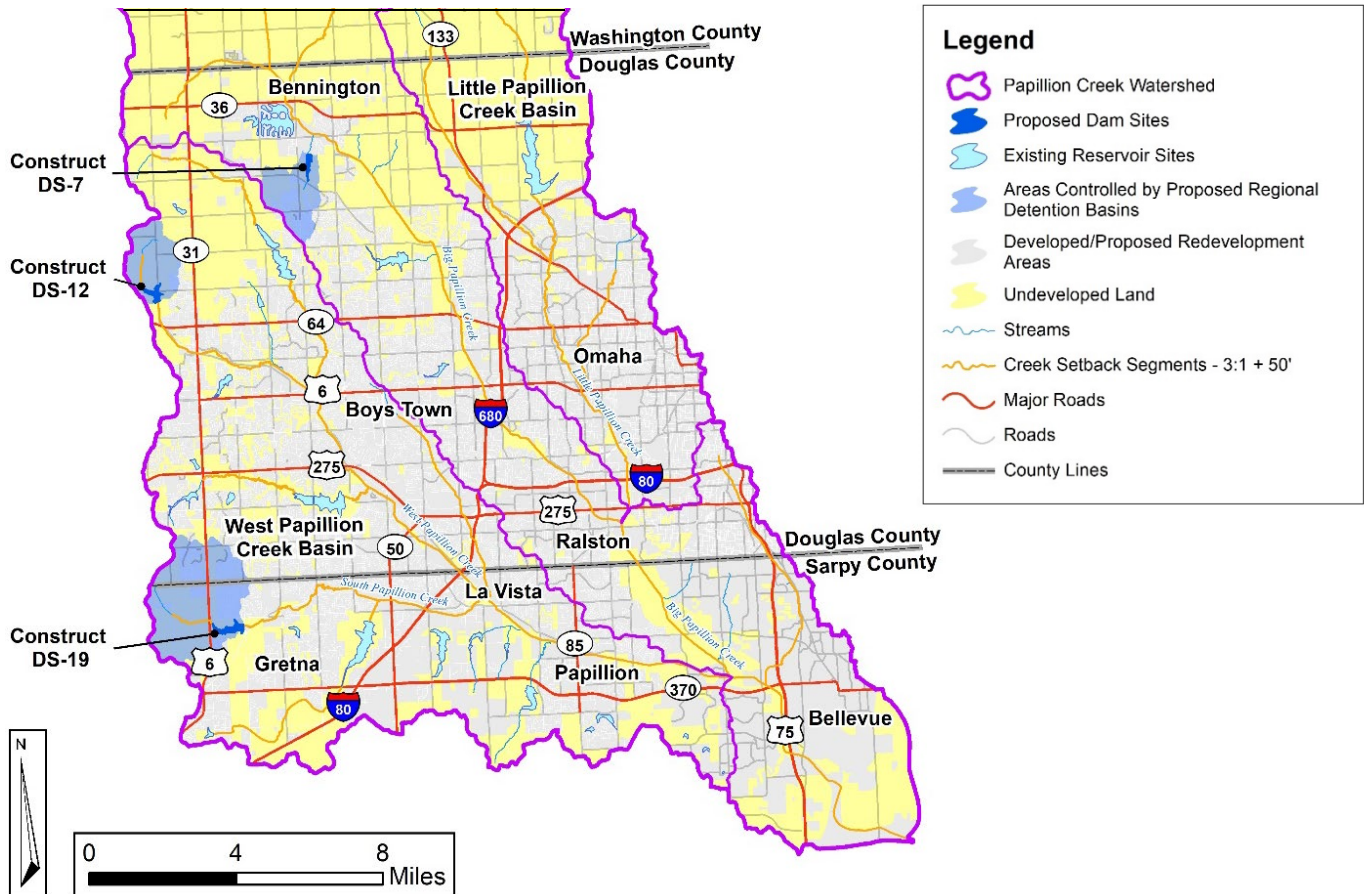 133
Washington County
Douglas County
Bennington
Little Papillion
Creek Basin
36
Construct
DS-7
31
Construct
DS-12
Big Papillion Creek
64
Omaha
6
Boys Town
680
Little Papillion Creek
275
80
275
West Papillion
Creek Basin
West Papillion Creek
50
Ralston
Douglas County
Sarpy County
South Papillion Creek
La Vista
Big Papillion Creek
Construct
DS-19
6
Gretna
85
Papillion
370
80
75
Bellevue
N
0 4 8
Miles
Legend
Papillion Creek Watershed
Proposed Dam Sites
Existing Reservoir Sites
Areas Controlled by Proposed Regional
Detention Basins
Developed/Proposed Redevelopment
Areas
Undeveloped Land
Streams
Creek Setback Segments - 3:1 + 50'
Major Roads
Roads
County Lines